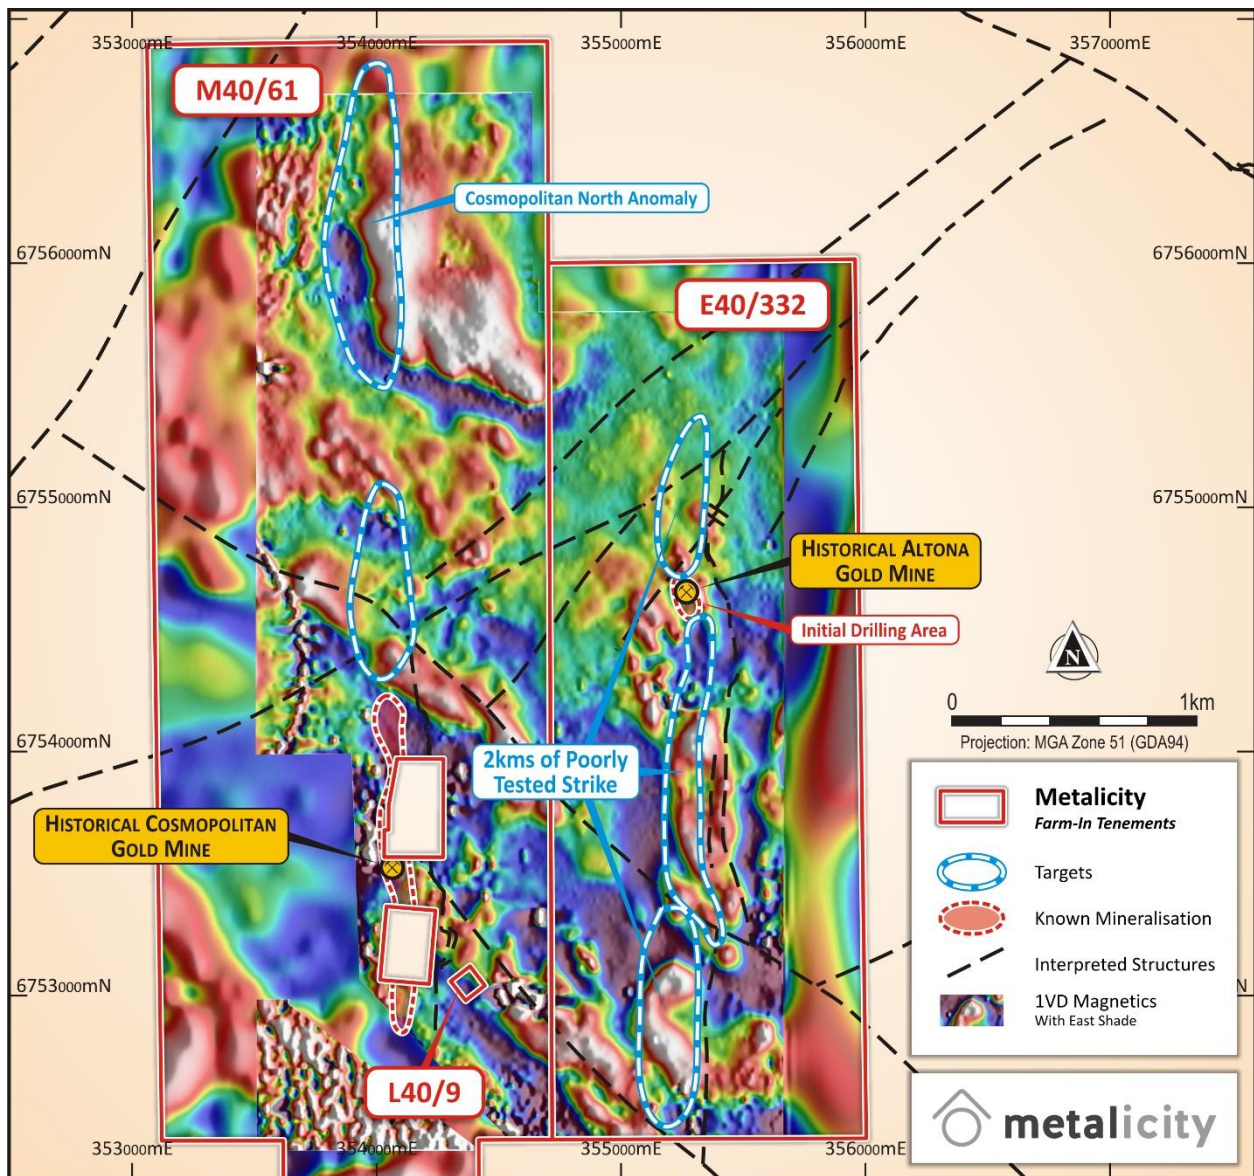 353000mE
354000mE
355000mE
356000mE
357000mE
M40/61
Cosmopolitan North Anomaly
6756000mN
6756000mN
E40/332
6755000mN
6755000mN
HISTORICAL ALTONA
GOLD MINE
Initial Drilling Area
N
0 1km
Projection: MGA Zone 51 (GDA94)
6754000mN
2kms of Poorly
Tested Strike
HISTORICAL COSMOPOLITAN
GOLD MINE
Metalicity
Farm-In Tenements
Targets
Known Mineralisation
Interpreted Structures
1VD Magnetics
With East Shade
6753000mN
N
L40/9
metalicity
353000mE
354000mE
355000mE
356000mE